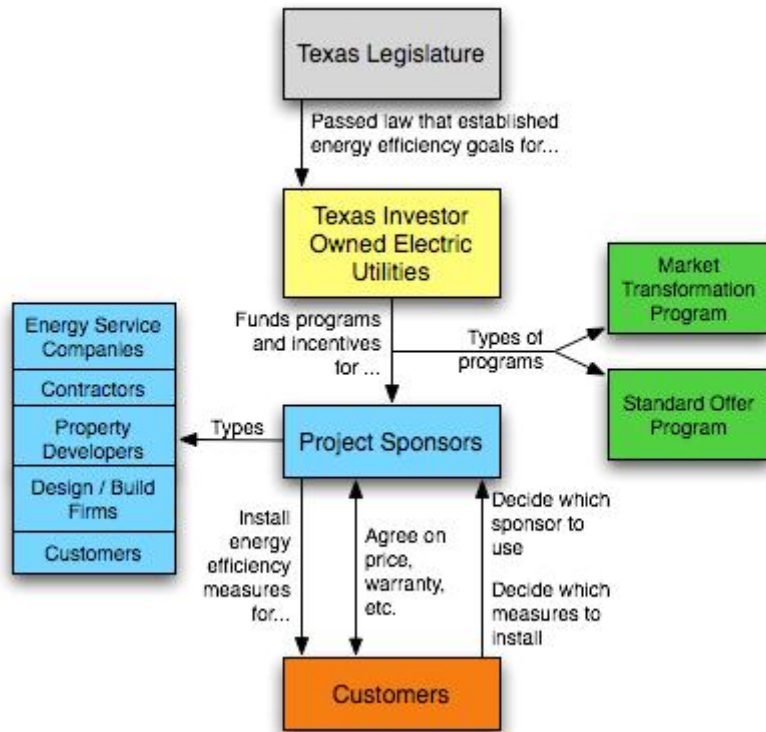 Texas Legislature
Passed law that established
energy efficiency goals for...
Texas Investor
Owned Electric
Utilities
Market
Transformation
Program
Funds programs
and incentives
for ...
Types of
programs
Standard Offer
Program
Energy Service
Companies
Contractors
Property
Developers
Design / Build
Firms
Customers
Types
Project Sponsors
Install
energy
efficiency
measures
for...
Agree on
price,
warranty,
etc.
Decide which
sponsor to
use
Decide which
measures to
install
Customers